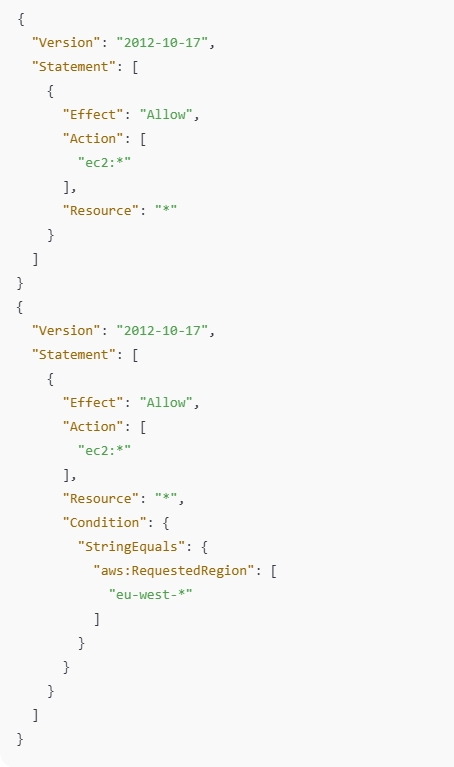 {
  "Version": "2012-10-17",
  "Statement": [
    {
      "Effect": "Allow",
      "Action": [
        "ec2:*"
      ],
      "Resource": "*"
    }
  ]
}
{
  "Version": "2012-10-17",
  "Statement": [
    {
      "Effect": "Allow",
      "Action": [
        "ec2:*"
      ],
      "Resource": "*",
      "Condition": {
        "StringEquals": {
          "aws:RequestedRegion": [
            "eu-west-*"
          ]
        }
      }
    }
  ]
}